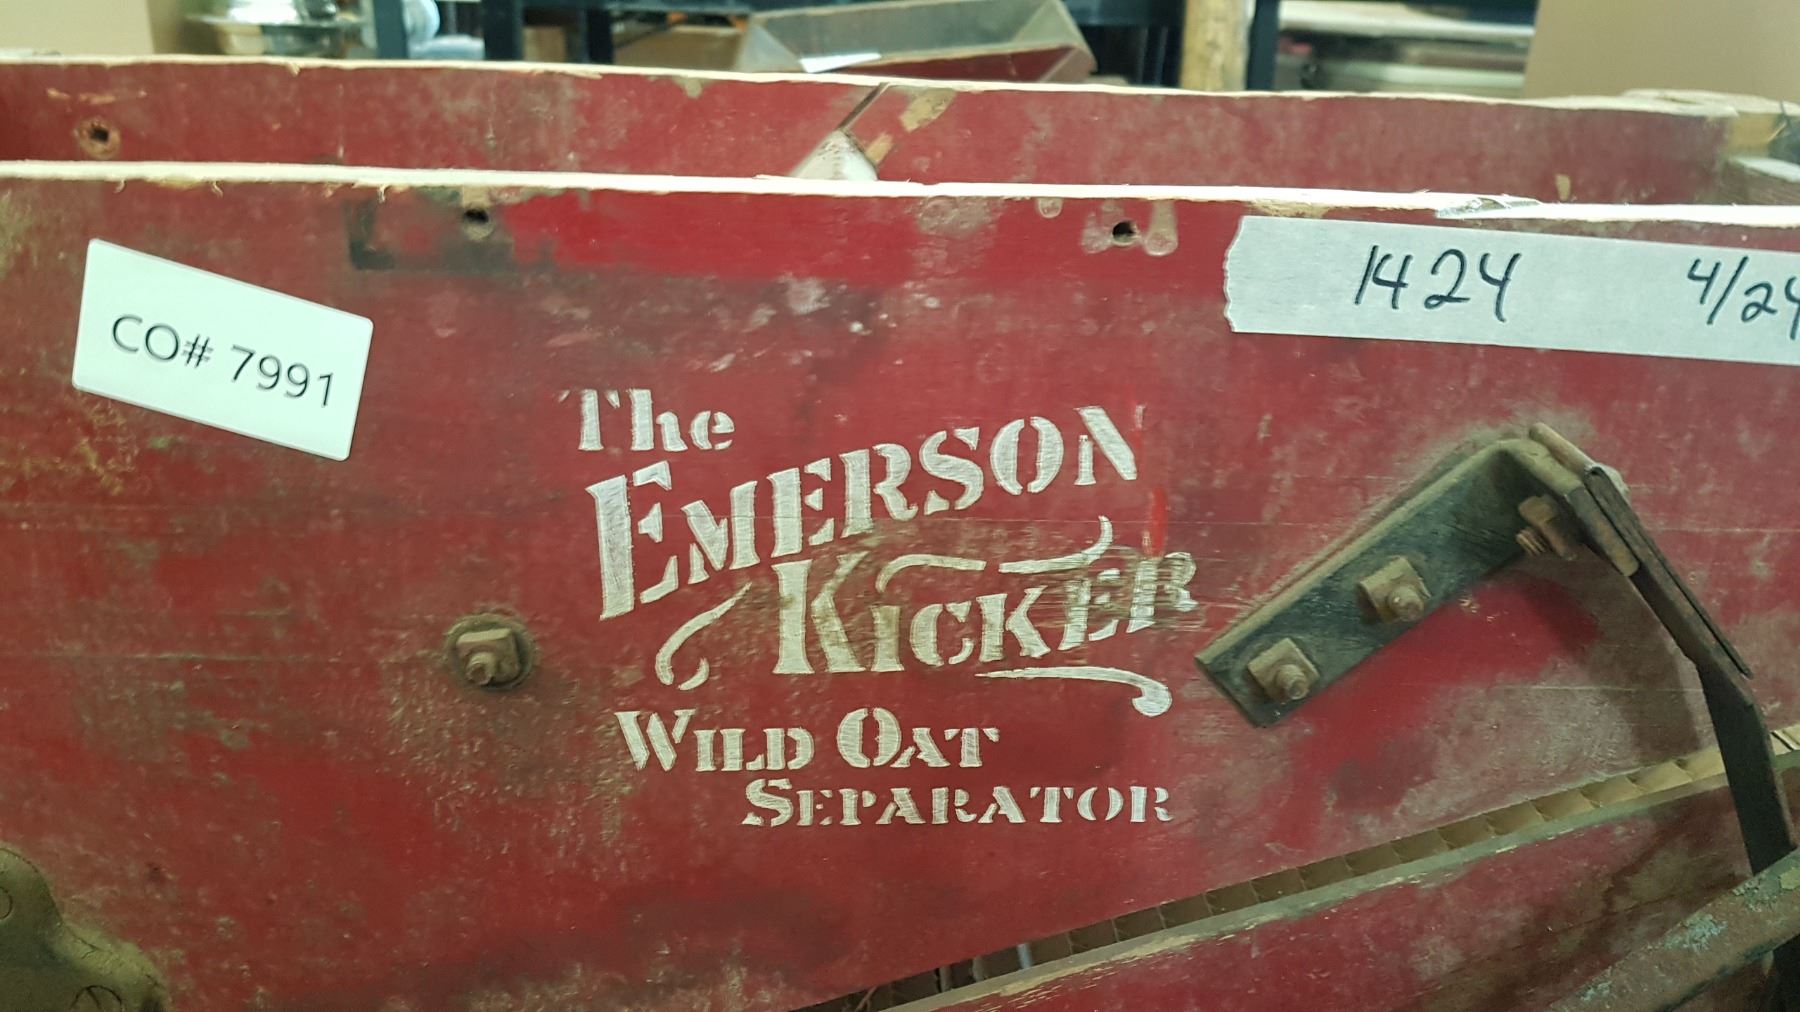 1424 4/24
CO# 7991
The
EMERSON
KICKER
WILD OAT
SEPARATOR